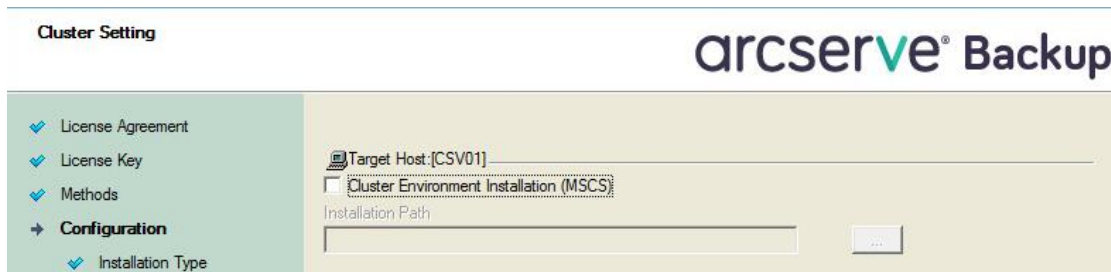 Cluster Setting
arcserve® Backup
License Agreement
License Key
Methods
Configuration
Installation Type
Target Host:[CSV01]
Cluster Environment Installation (MSCS)
Installation Path
...